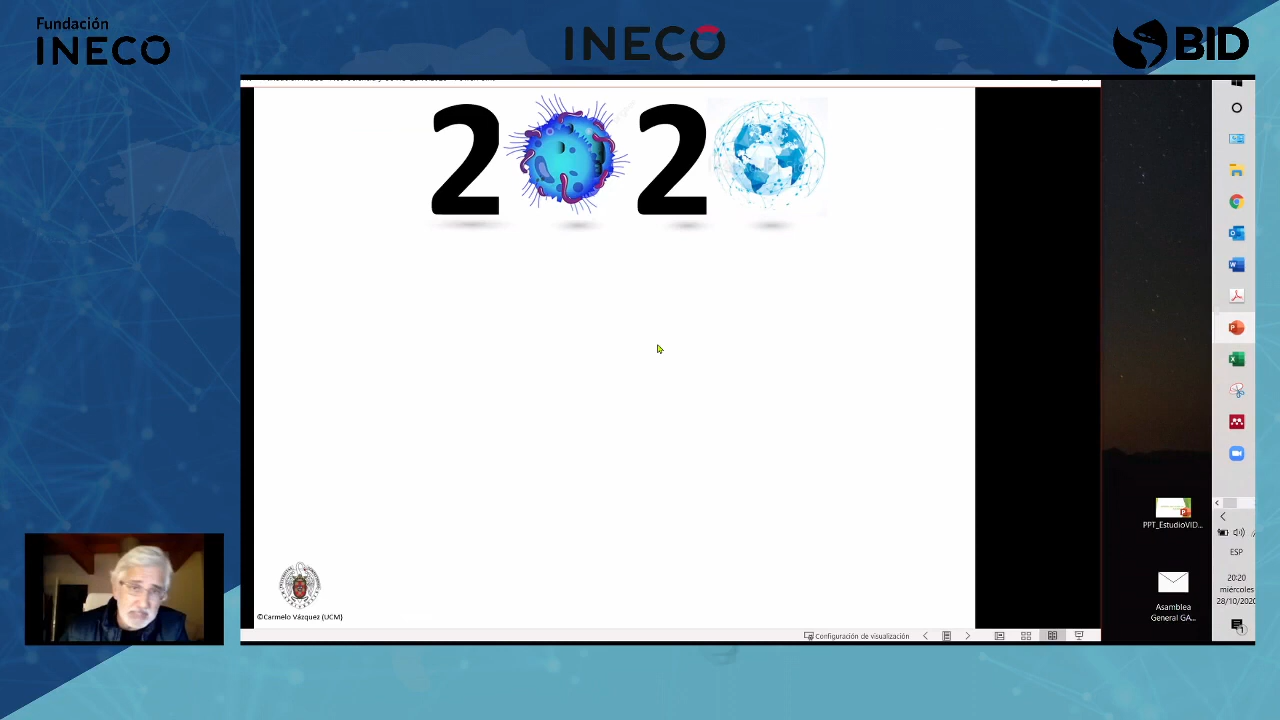 Fundación
INECO
INECO
BID
2 2
©Carmelo Vázquez (UCM)
Configuración de visualización
PPT_EstudioVID...
Asamblea
General GA...
ESP
20:20
miércoles
28/10/2020
1